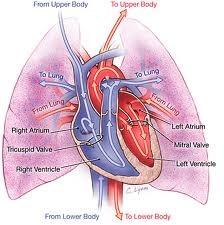 From Upper Body
To Upper Body
To Lung
To Lung
From Lung
From Lung
Right Atrium
Tricuspid Valve
Right Ventricle
Left Atrium
Mitral Valve
Left Ventricle
C. Lynn
From Lower Body
To Lower Body